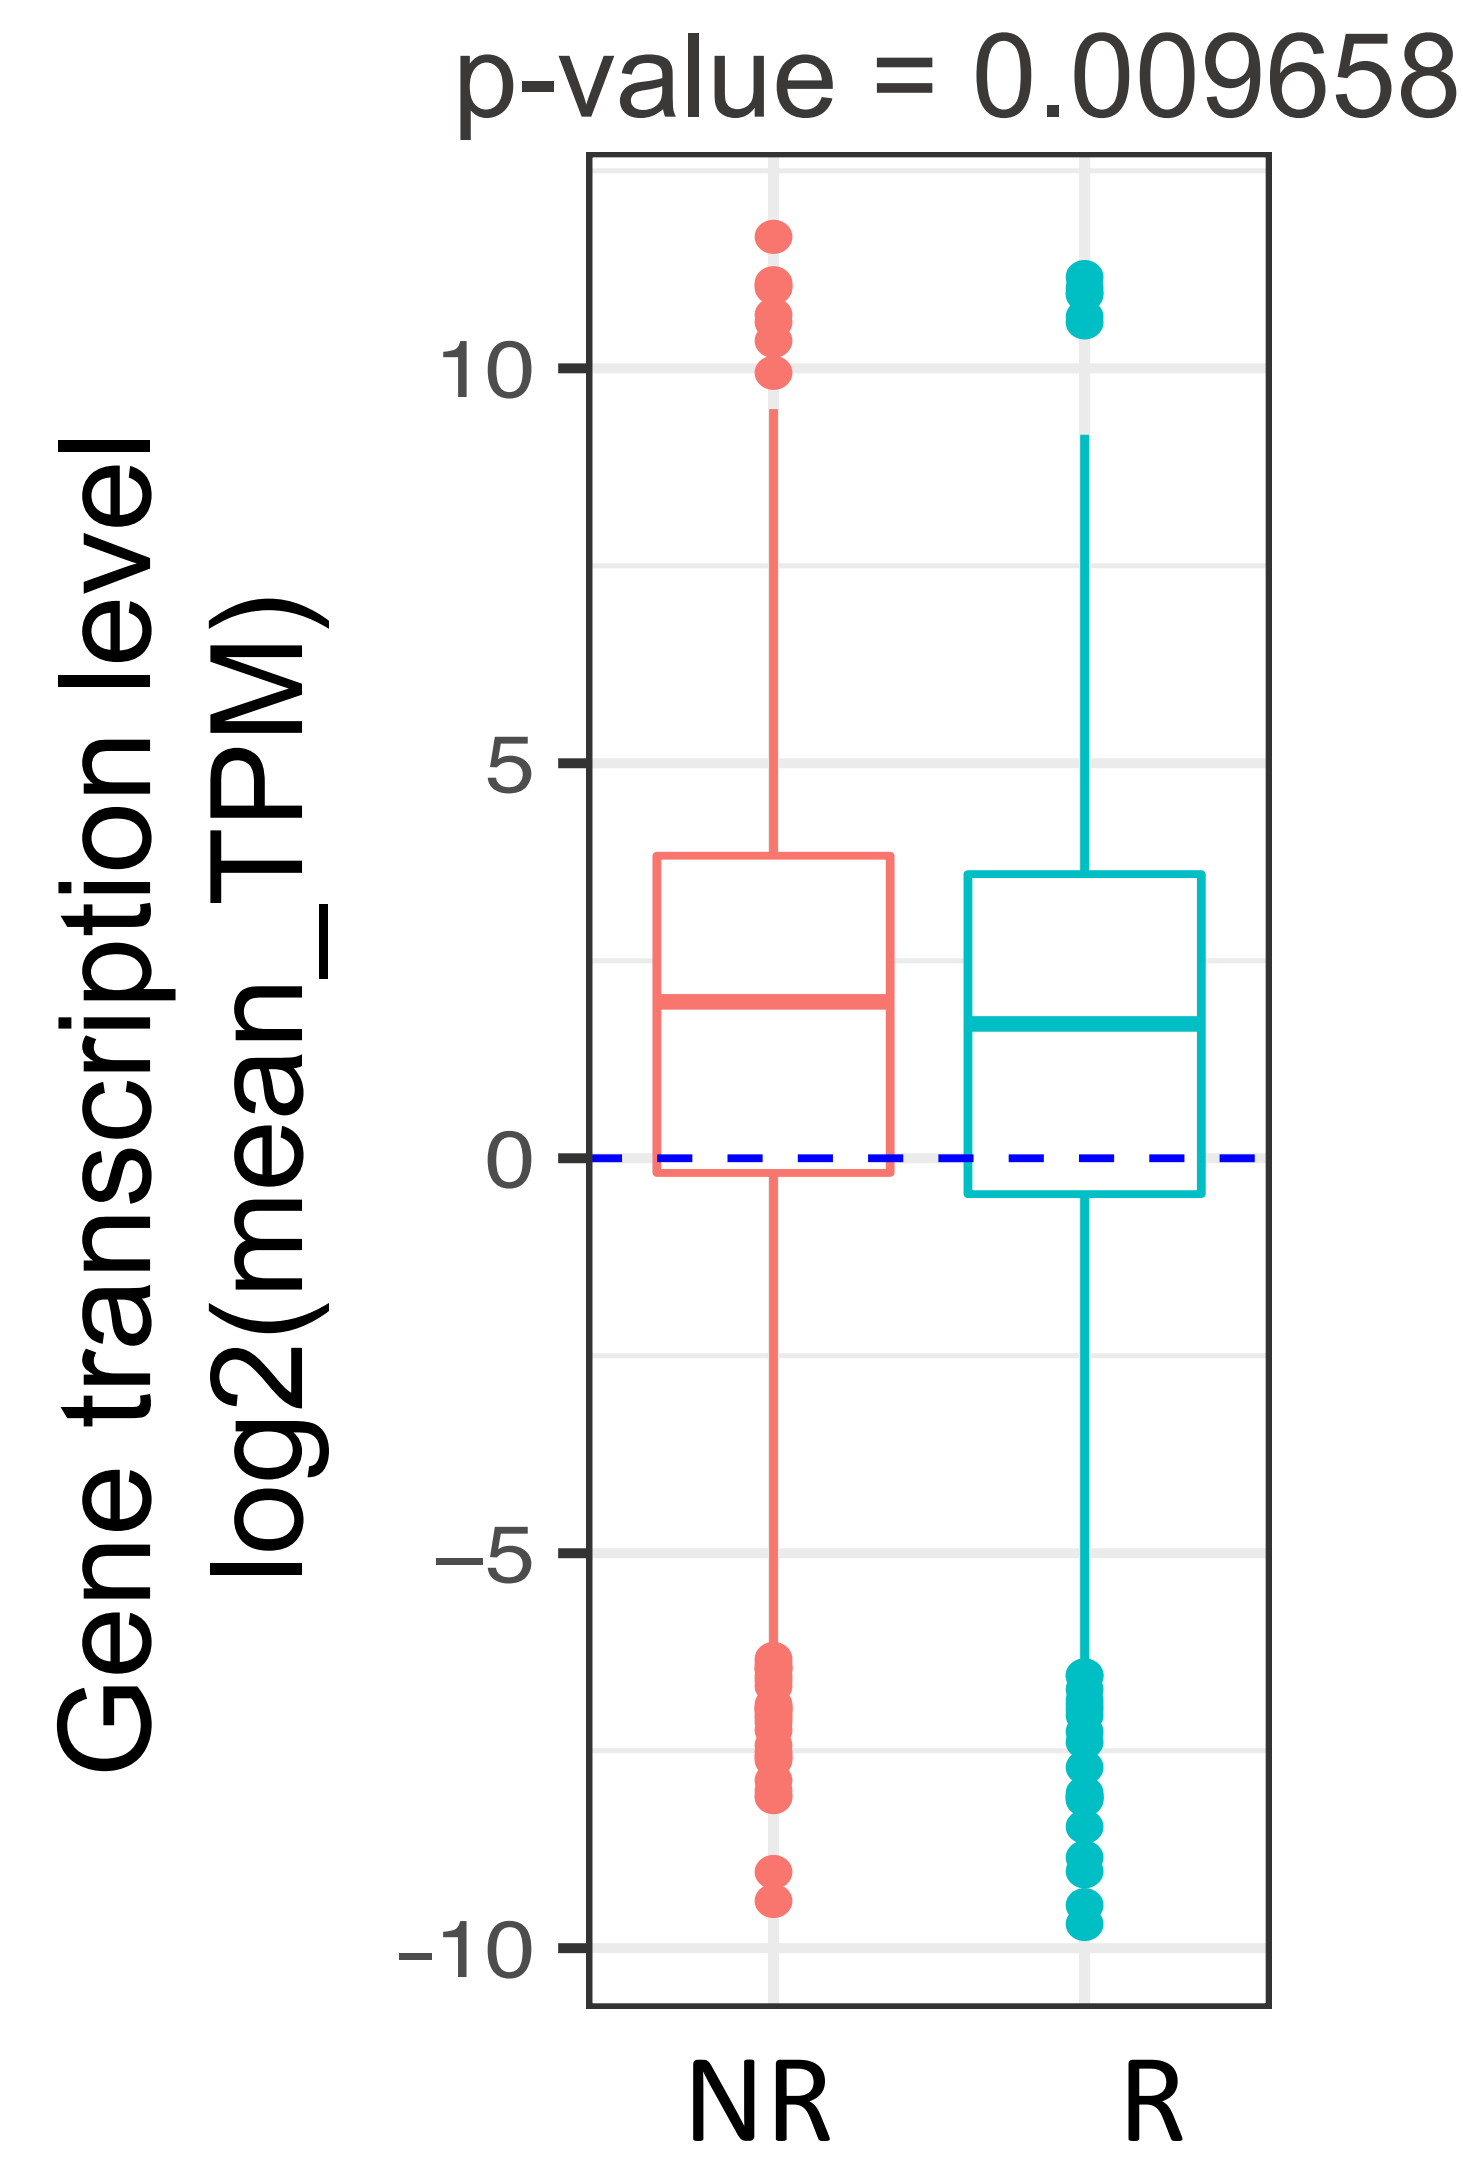 p-value = 0.009658
Gene transcription level
log2(mean_TPM)
10
5
0
−5
-10
NR
R